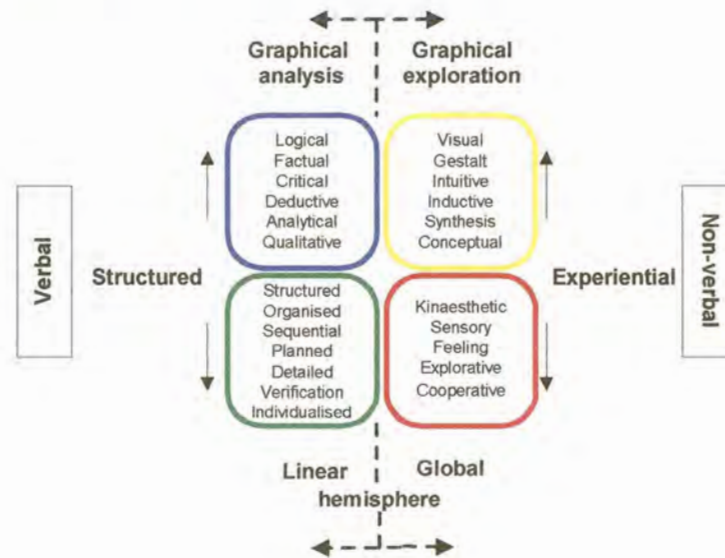 Graphical
analysis
Graphical
exploration
Logical
Factual
Critical
Deductive
Analytical
Qualitative
Visual
Gestalt
Intuitive
Inductive
Synthesis
Conceptual
Verbal
Structured
Experiential
Non-verbal
Structured
Organised
Sequential
Planned
Detailed
Verification
Individualised
Kinaesthetic
Sensory
Feeling
Explorative
Cooperative
Linear
Global
hemisphere